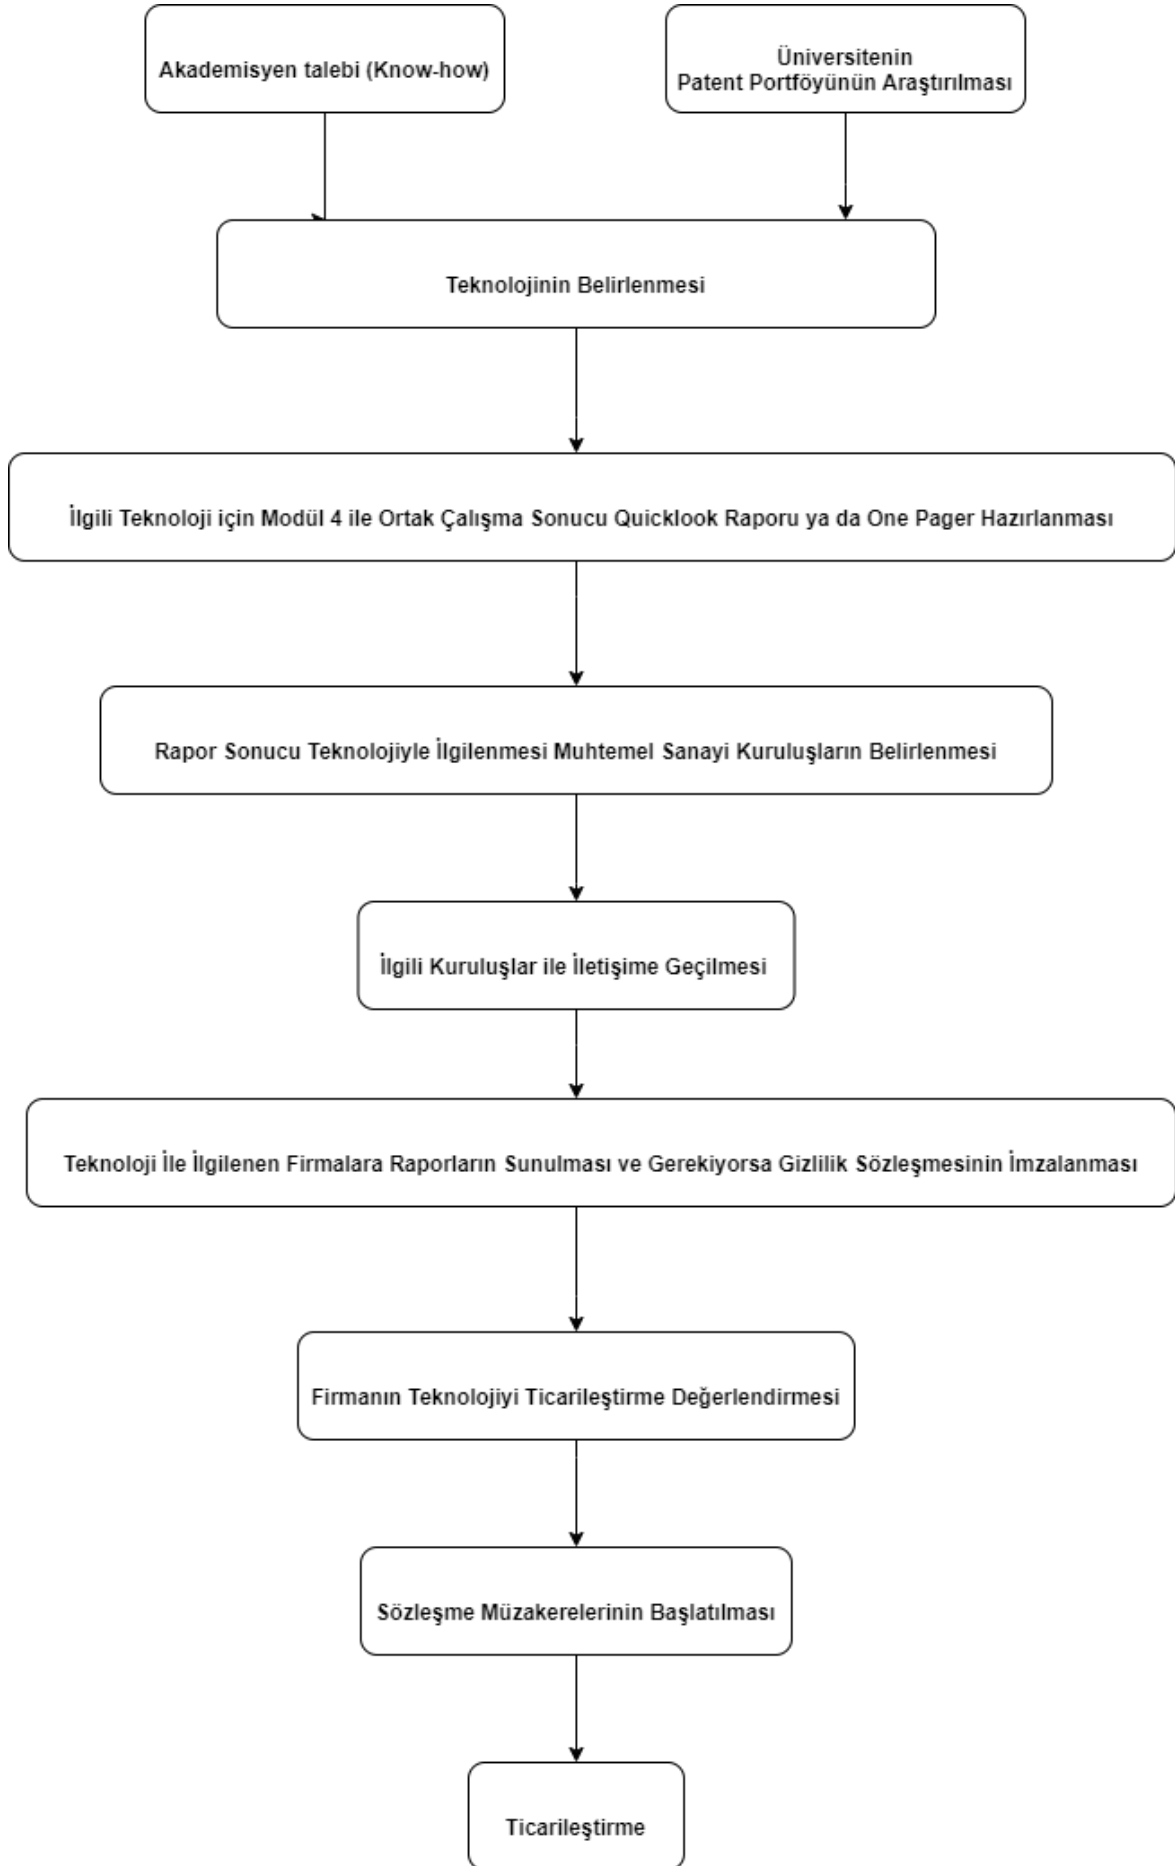 Akademisyen talebi (Know-how)
Üniversitenin
Patent Portföyünün Araştırılması
Teknolojinin Belirlenmesi
İlgili Teknoloji için Modül 4 ile Ortak Çalışma Sonucu Quicklook Raporu ya da One Pager Hazırlanması
Rapor Sonucu Teknolojiyle İlgilenmesi Muhtemel Sanayi Kuruluşların Belirlenmesi
İlgili Kuruluşlar ile İletişime Geçilmesi
Teknoloji İle İlgilenen Firmalara Raporların Sunulması ve Gerekiyorsa Gizlilik Sözleşmesinin İmzalanması
Firmanın Teknolojiyi Ticarileştirme Değerlendirmesi
Sözleşme Müzakerelerinin Başlatılması
Ticarileştirme